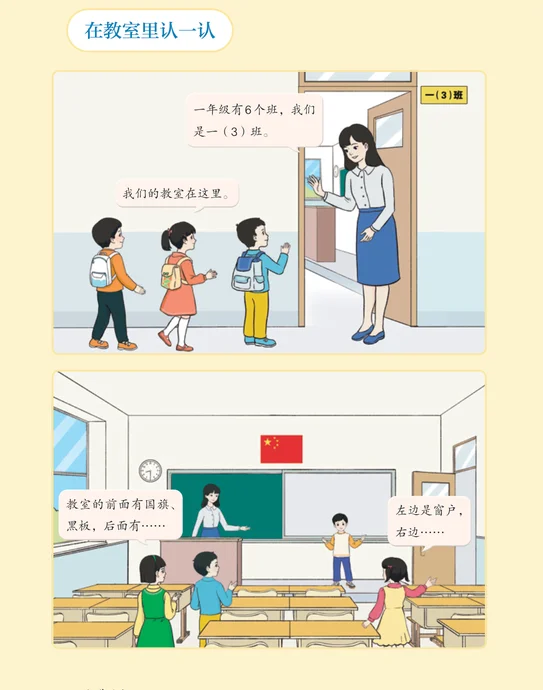 在教室里认一认
一（3）班
一年级有6个班，我们
是一（3）班。
我们的教室在这里。
教室的前面有国旗、
黑板，后面有……
左边是窗户，
右边……